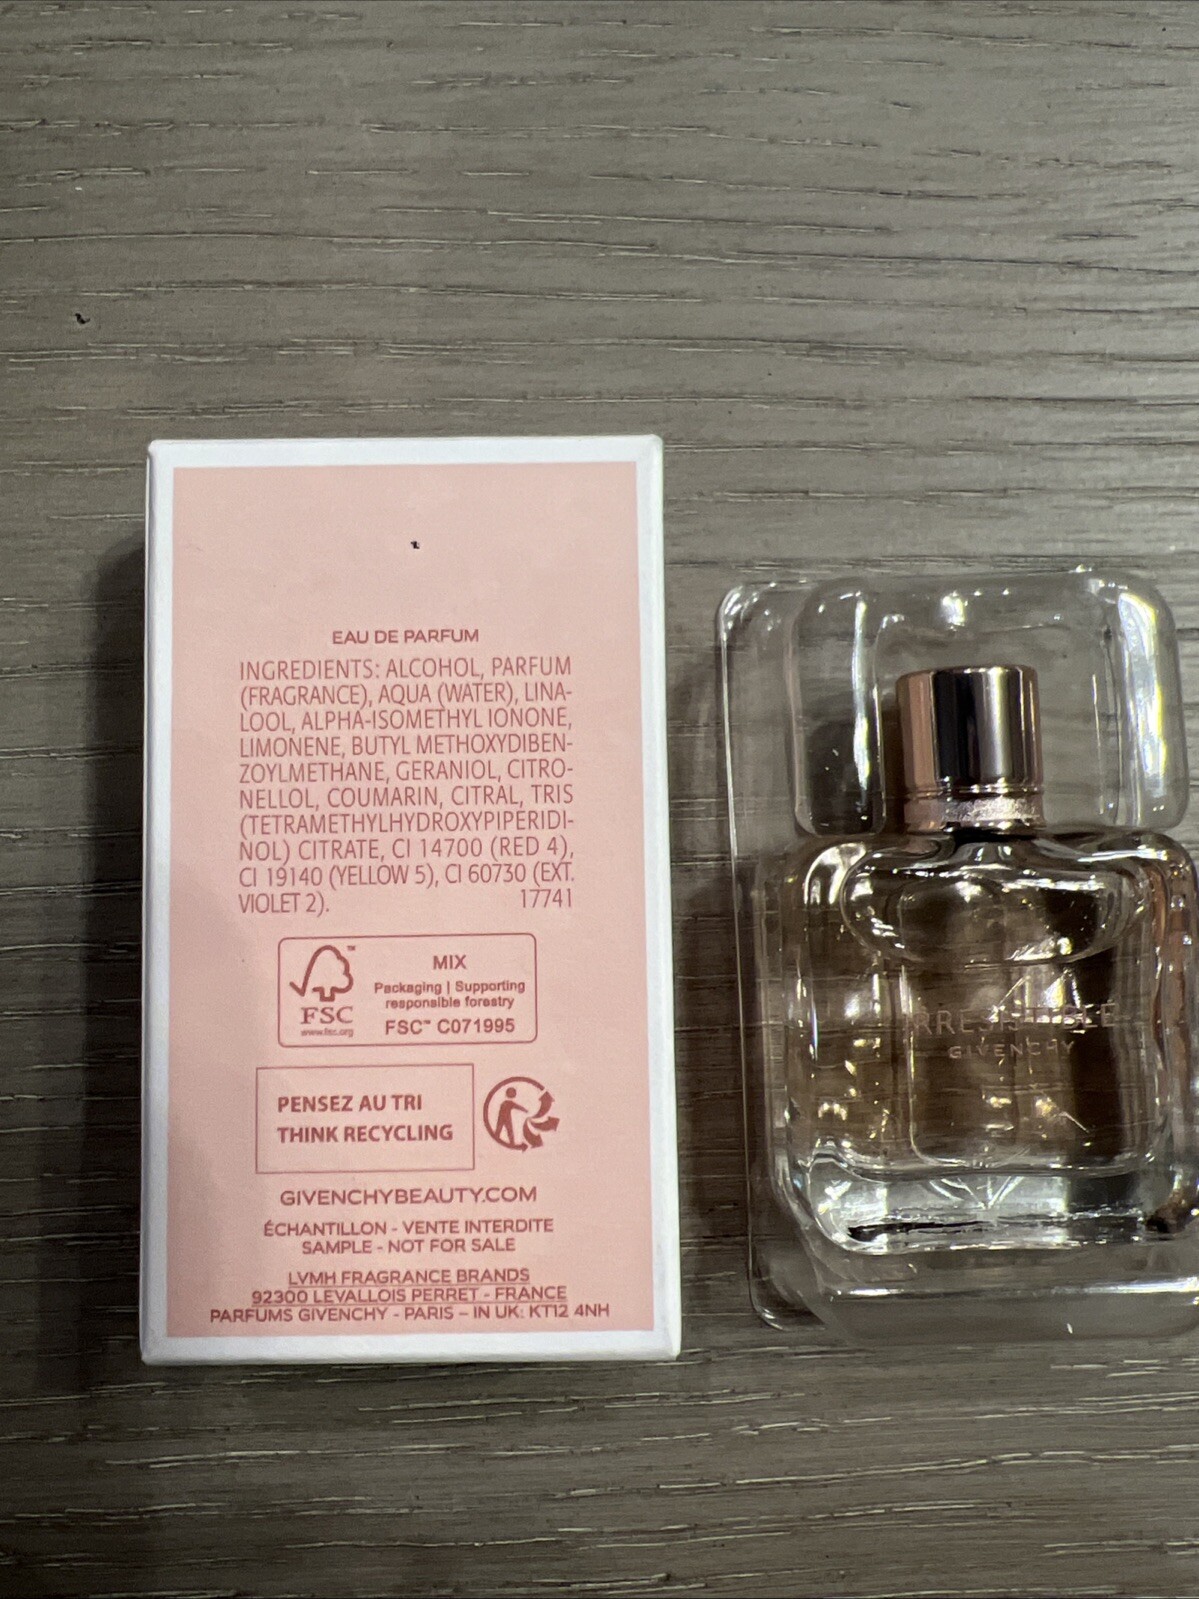 EAU DE PARFUM
INGREDIENTS: ALCOHOL, PARFUM
(FRAGRANCE), AQUA (WATER), LINA-
LOOL, ALPHA-ISOMETHYL IONONE,
LIMONENE, BUTYL METHOXYDIBEN-
ZOYLMETHANE, GERANIOL, CITRO-
NELLOL, COUMARIN, CITRAL, TRIS
(TETRAMETHYLHYDROXYPIPERIDI-
NOL) CITRATE, CI 14700 (RED 4),
CI 19140 (YELLOW 5), CI 60730 (EXT.
VIOLET 2). 17741
FSC
www.fsc.org
MIX
Packaging | Supporting
responsible forestry
FSC™ C071995
PENSEZ AU TRI
THINK RECYCLING
GIVENCHYBEAUTY.COM
ÉCHANTILLON - VENTE INTERDITE
SAMPLE - NOT FOR SALE
LVMH FRAGRANCE BRANDS
92300 LEVALLOIS PERRET - FRANCE
PARFUMS GIVENCHY - PARIS – IN UK: KT12 4NH
IRRESISTIBLE
GIVENCHY